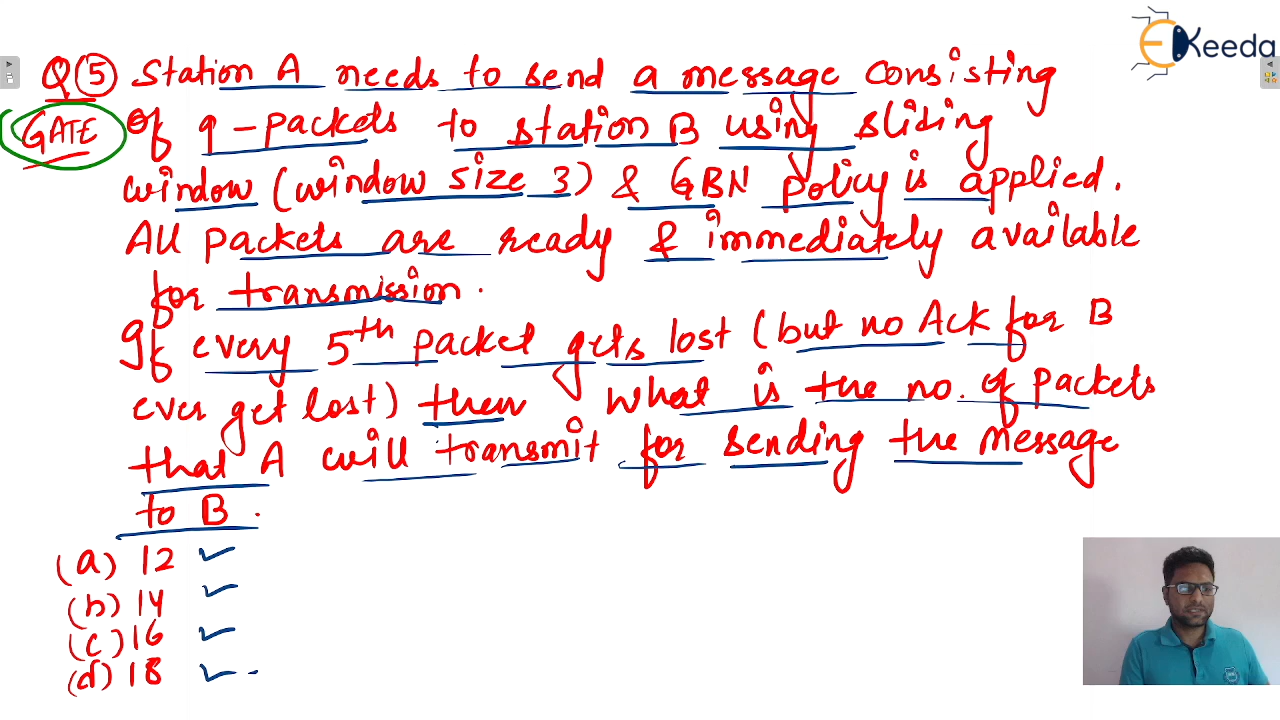 EKeeda
Q(5) Station A needs to send a message consisting
GATE of 9-packets to station B using sliding
window (window size 3) & GBN policy is applied.
All packets are ready & immediately available
for transmission.
If every 5th packet gets lost (but no Ack for B
ever get lost) then what is the no. of packets
that A will transmit for sending the message
to B.
(a) 12
(b) 14
(c) 16
(d) 18